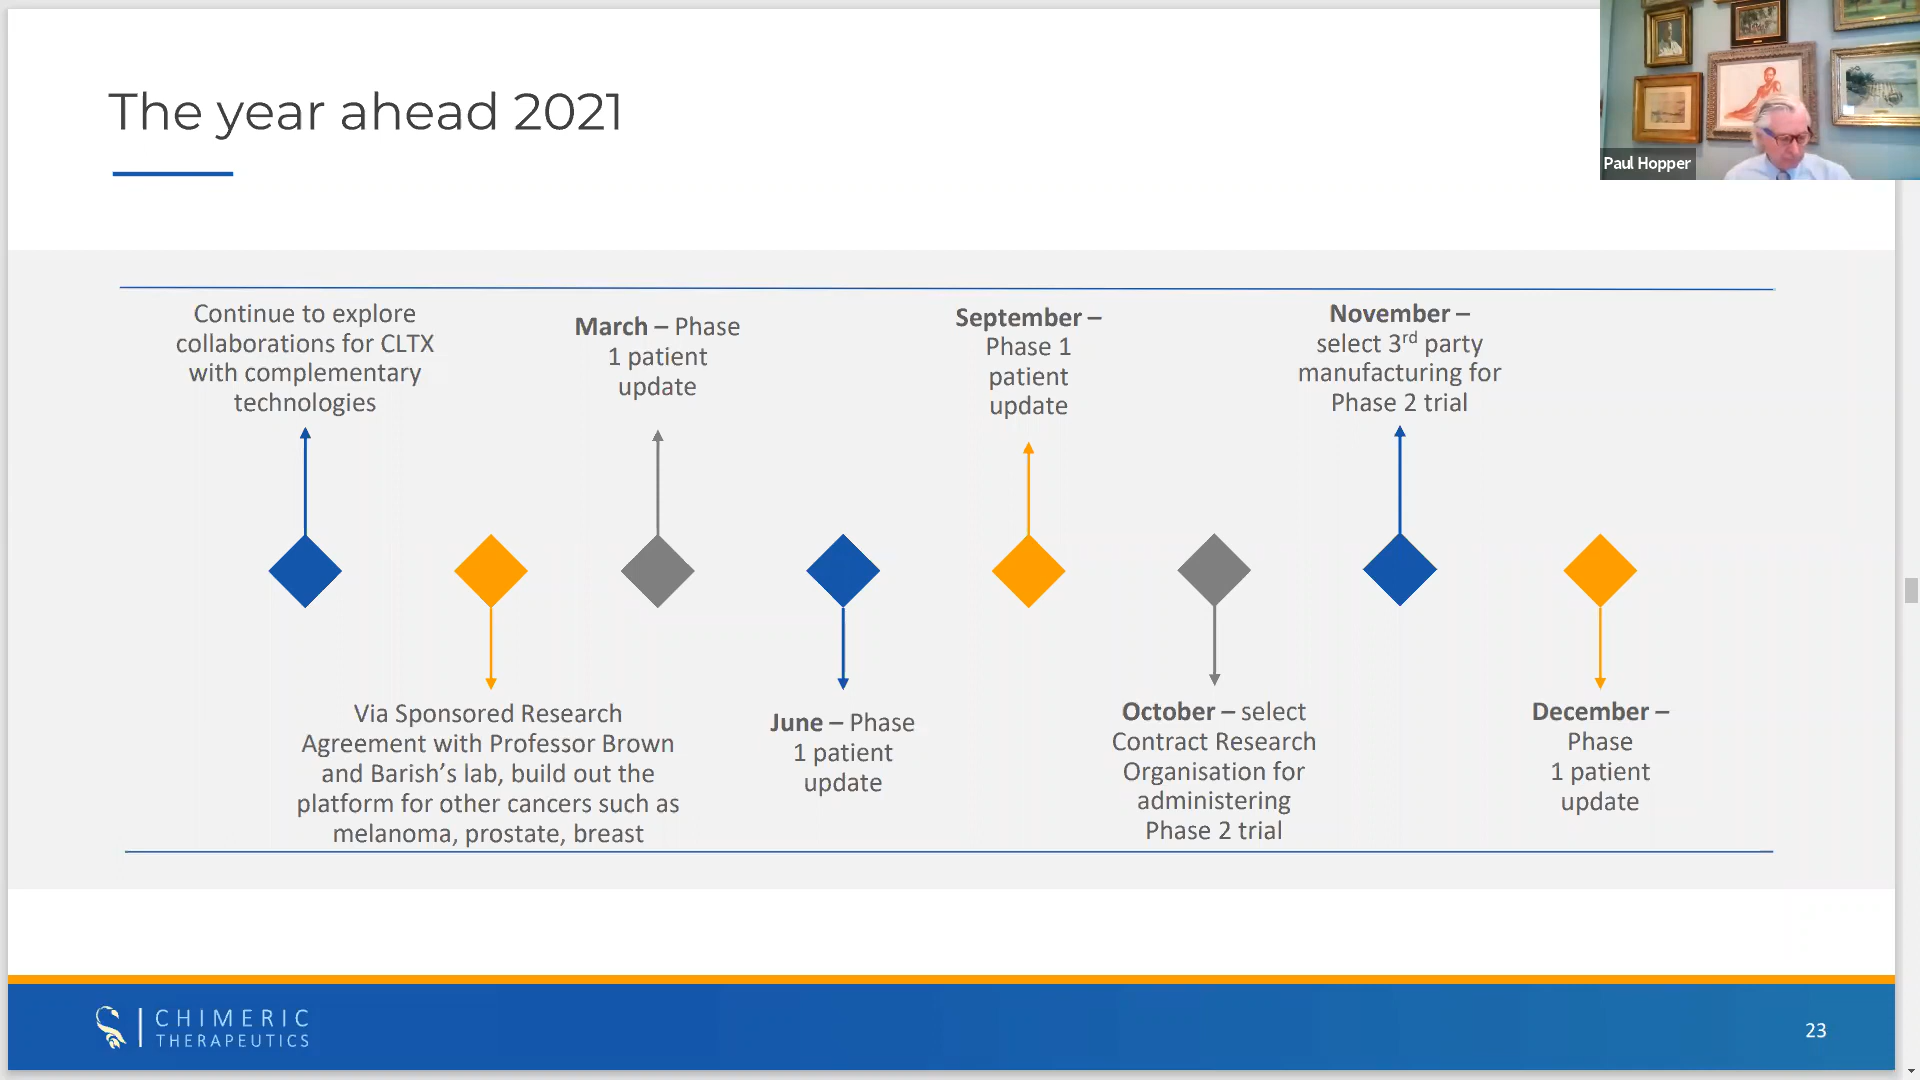 The year ahead 2021
Paul Hopper
Continue to explore
collaborations for CLTX
with complementary
technologies
March – Phase
1 patient
update
September –
Phase 1
patient
update
November –
select 3rd party
manufacturing for
Phase 2 trial
Via Sponsored Research
Agreement with Professor Brown
and Barish’s lab, build out the
platform for other cancers such as
melanoma, prostate, breast
June – Phase
1 patient
update
October – select
Contract Research
Organisation for
administering
Phase 2 trial
December –
Phase
1 patient
update
CHIMERIC
THERAPEUTICS
23